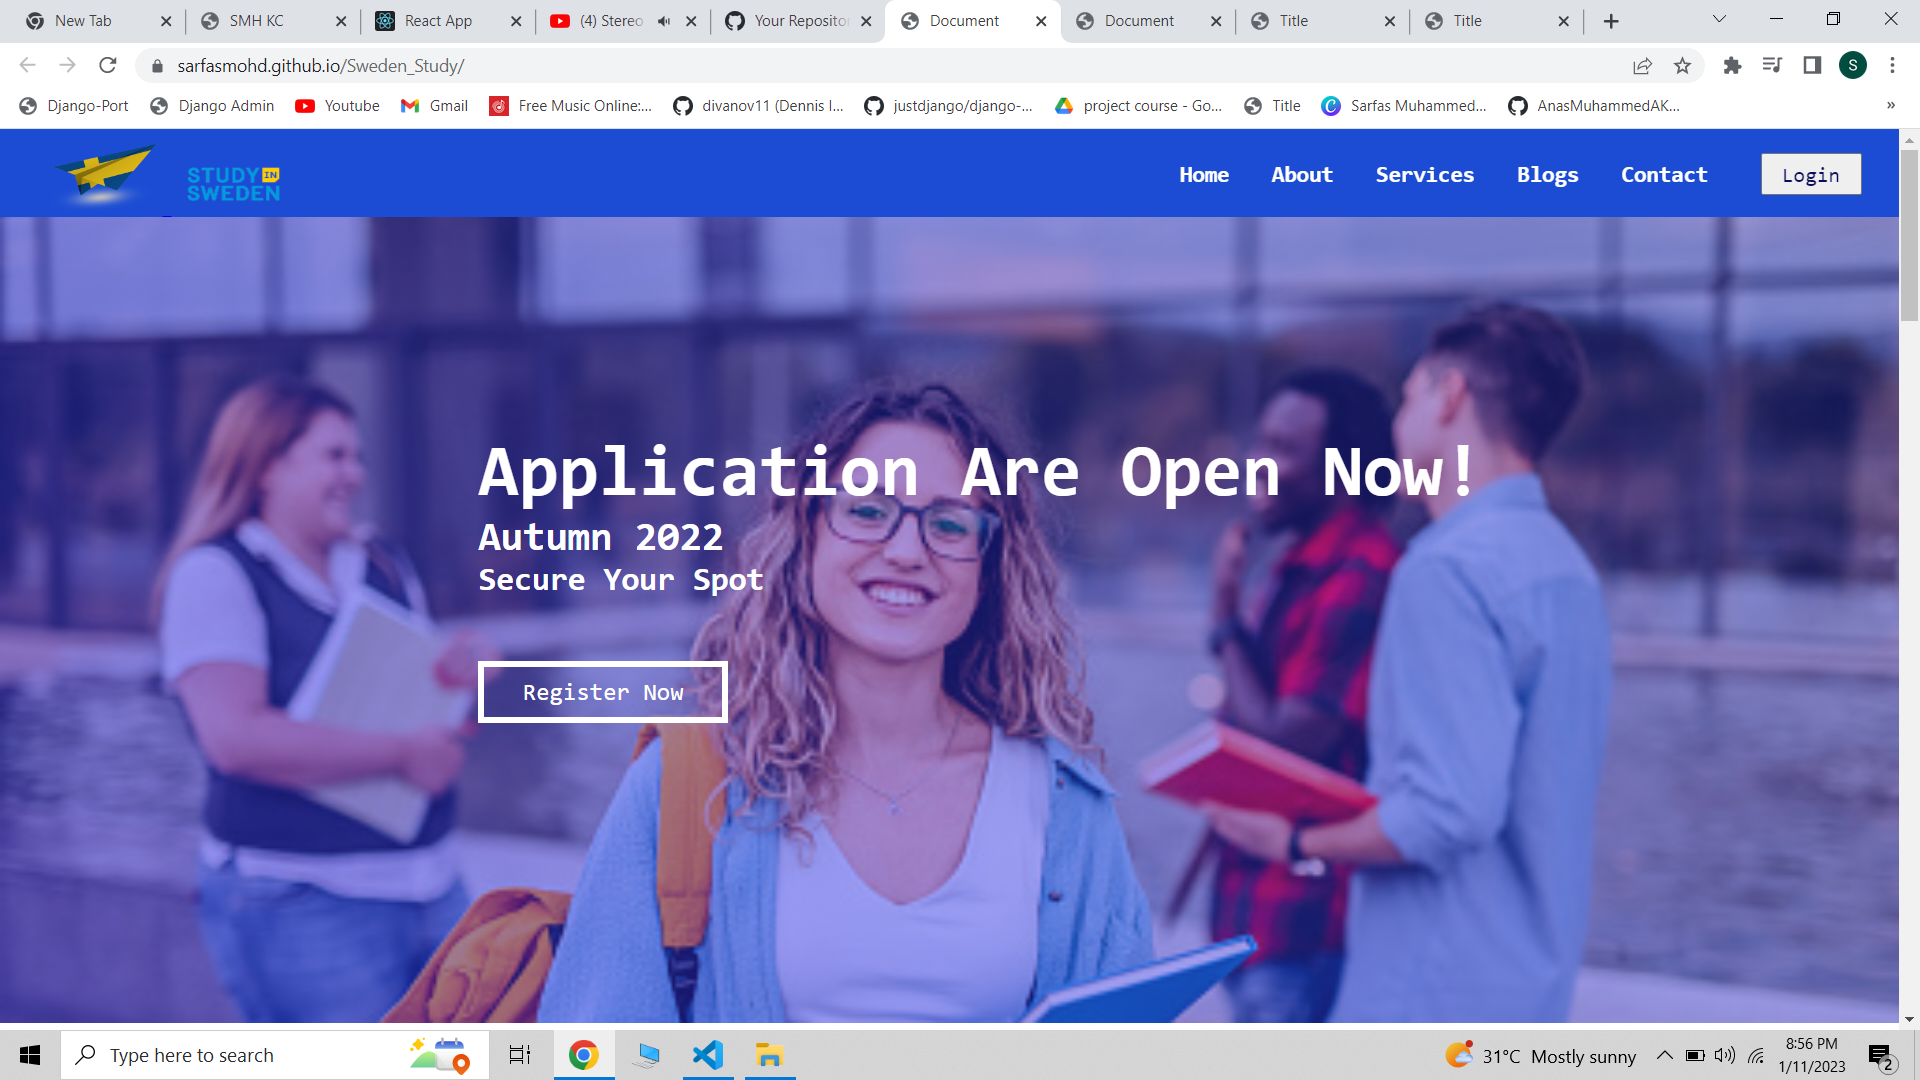 New Tab
SMH KC
React App
(4) Stereo
Your Repositor
Document
Document
Title
Title
sarfasmohd.github.io/Sweden_Study/
S
Django-Port
Django Admin
Youtube
Gmail
Free Music Online:...
divanov11 (Dennis I...
justdjango/django-...
project course - Go...
Title
Sarfas Muhammed...
AnasMuhammedAK...
»
STUDY IN
SWEDEN
Home
About
Services
Blogs
Contact
Login
Application Are Open Now!
Autumn 2022
Secure Your Spot
Register Now
Type here to search
31°C Mostly sunny
8:56 PM
1/11/2023
2